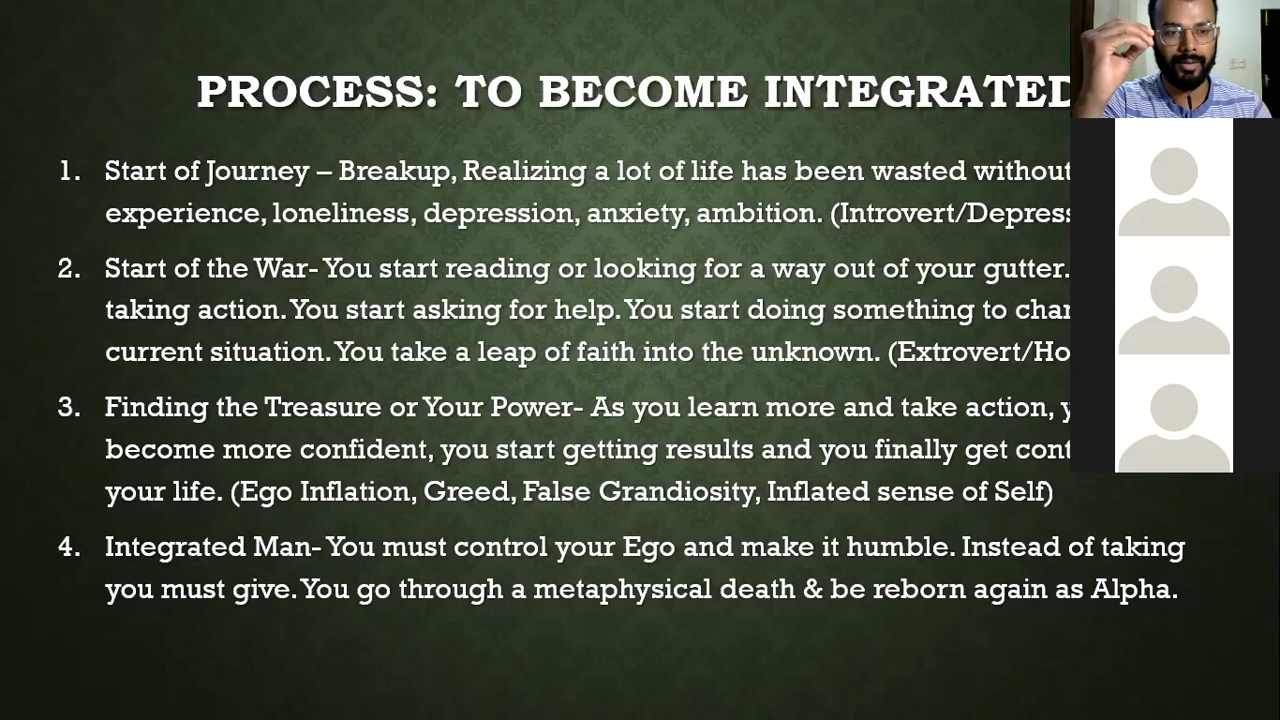 PROCESS: TO BECOME INTEGRATED
1. Start of Journey – Breakup, Realizing a lot of life has been wasted without
experience, loneliness, depression, anxiety, ambition.
2. Start of the War- You start reading or looking for a way out of your gutter.
taking action. You start asking for help. You start doing something to
current situation. You take a leap of faith into the unknown. (Extrovert/
3. Finding the Treasure or Your Power- As you learn more and take action,
become more confident, you start getting results and you finally get
your life. (Ego Inflation, Greed, False Grandiosity, Inflated sense of Self)
4. Integrated Man- You must control your Ego and make it humble. Instead of taking
you must give. You go through a metaphysical death & be reborn again as Alpha.